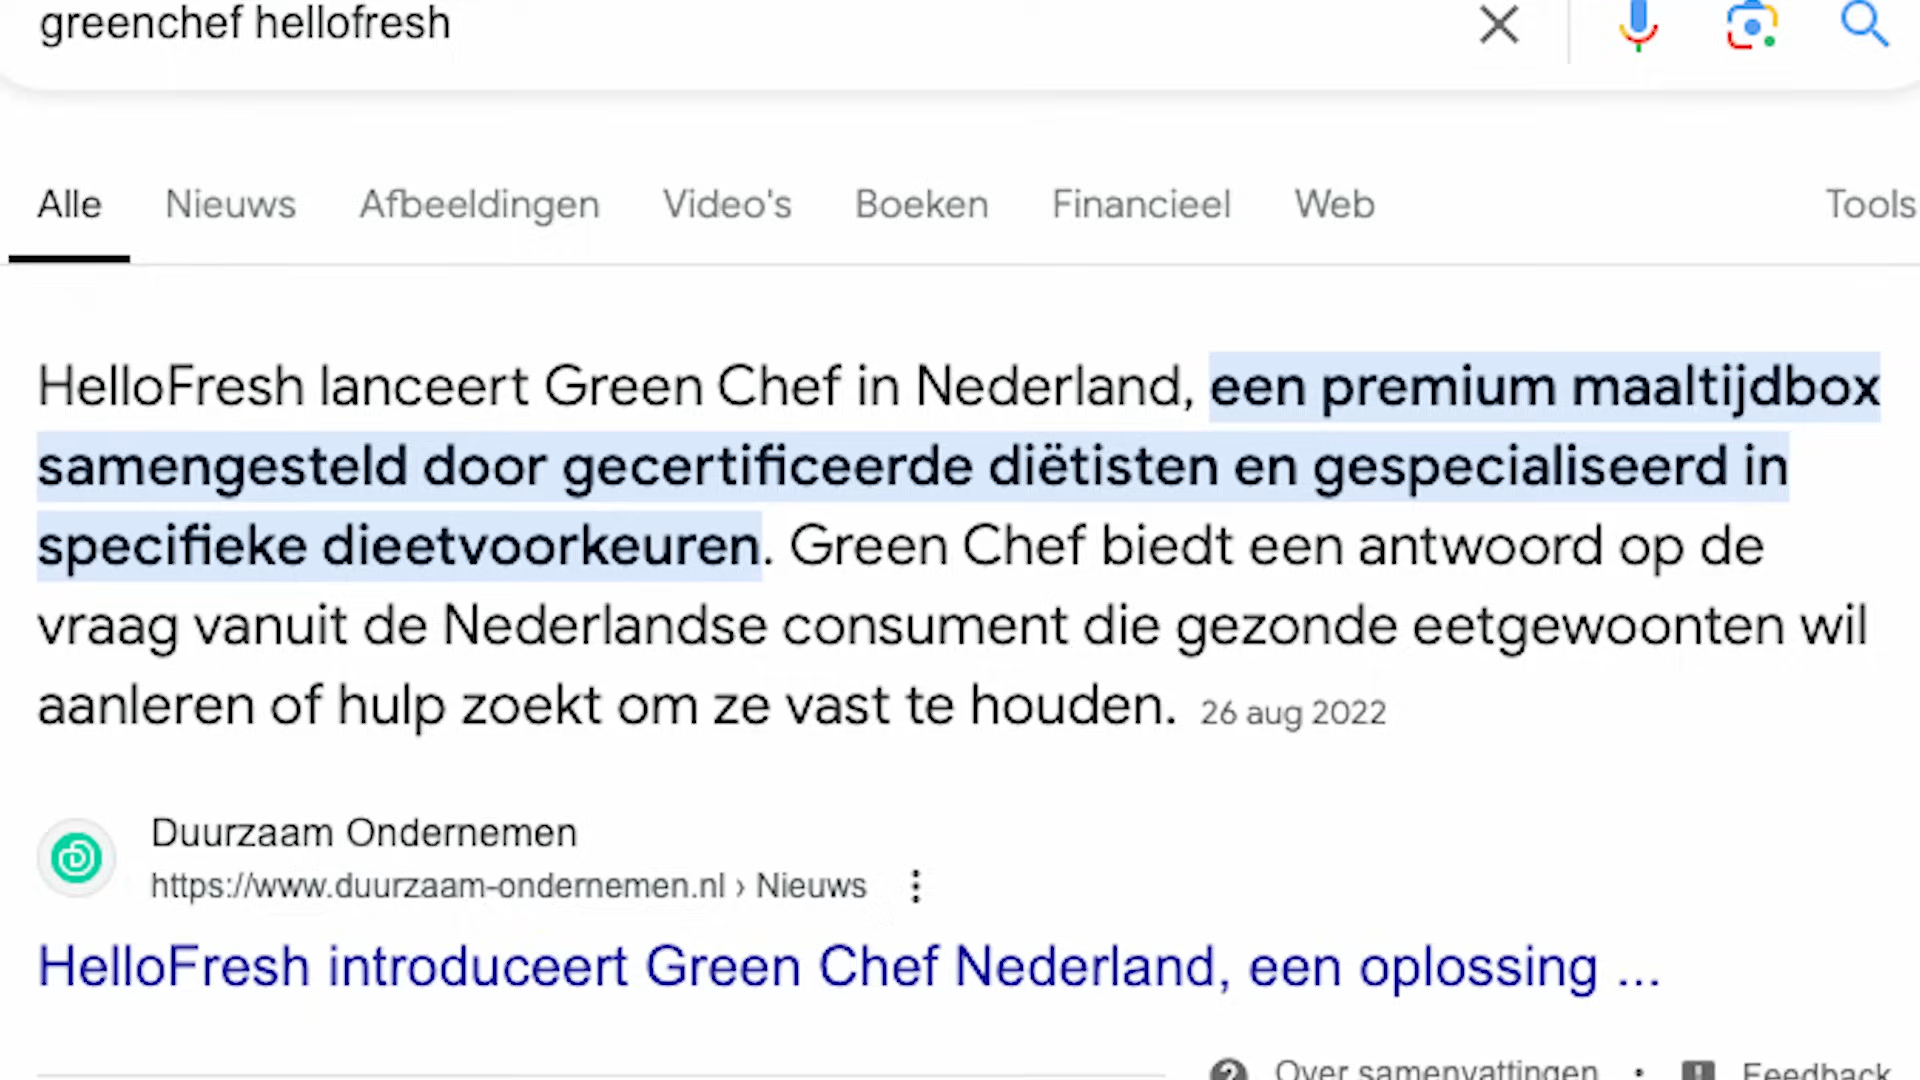 greenchef hellofresh
Alle Nieuws Afbeeldingen Video's Boeken Financieel Web Tools
HelloFresh lanceert Green Chef in Nederland, een premium maaltijdbox
samengesteld door gecertificeerde diëtisten en gespecialiseerd in
specifieke dieetvoorkeuren. Green Chef biedt een antwoord op de
vraag vanuit de Nederlandse consument die gezonde eetgewoonten wil
aanleren of hulp zoekt om ze vast te houden. 26 aug 2022
Duurzaam Ondernemen
https://www.duurzaam-ondernemen.nl › Nieuws
HelloFresh introduceert Green Chef Nederland, een oplossing ...
Over samenvattingen • Feedback